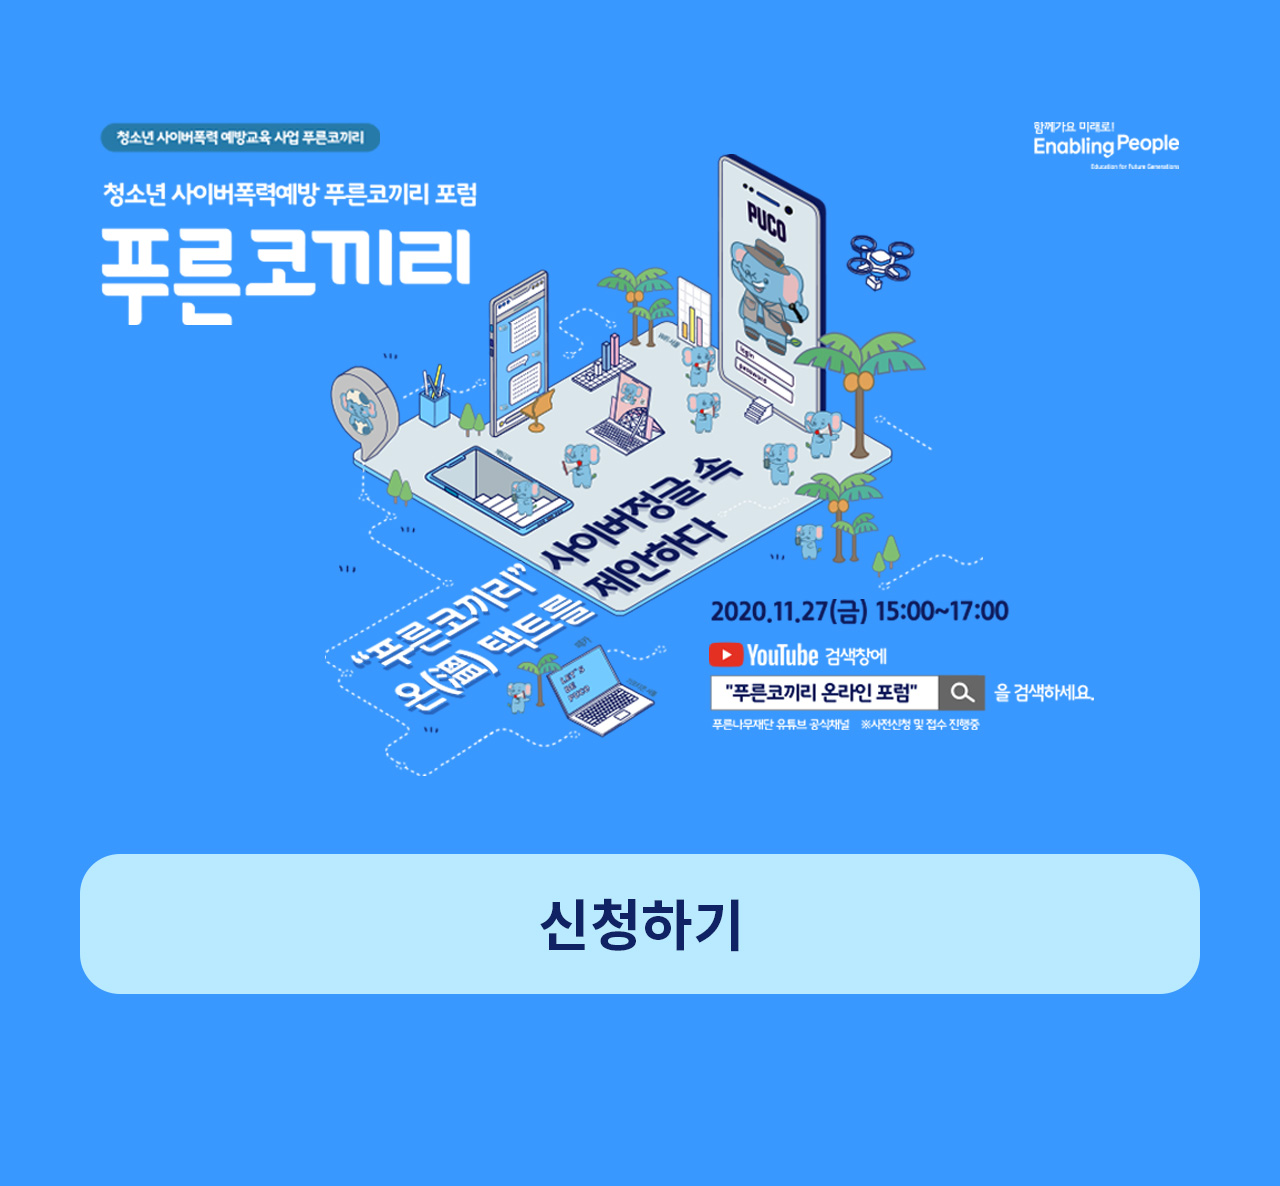 청소년 사이버폭력 예방교육 사업 푸른코끼리
함께가요 미래로!
Enabling People
Education for Future Generations
청소년 사이버폭력예방 푸른코끼리 포럼
푸른코끼리
PUCO
login
password
사이버정글 속
제안하다
“푸른코끼리”
온(溫) 택트를
2020.11.27(금) 15:00~17:00
YouTube 검색창에
"푸른코끼리 온라인 포럼" 을 검색하세요.
푸른나무재단 유튜브 공식채널 ※사전신청 및 접수 진행중
신청하기